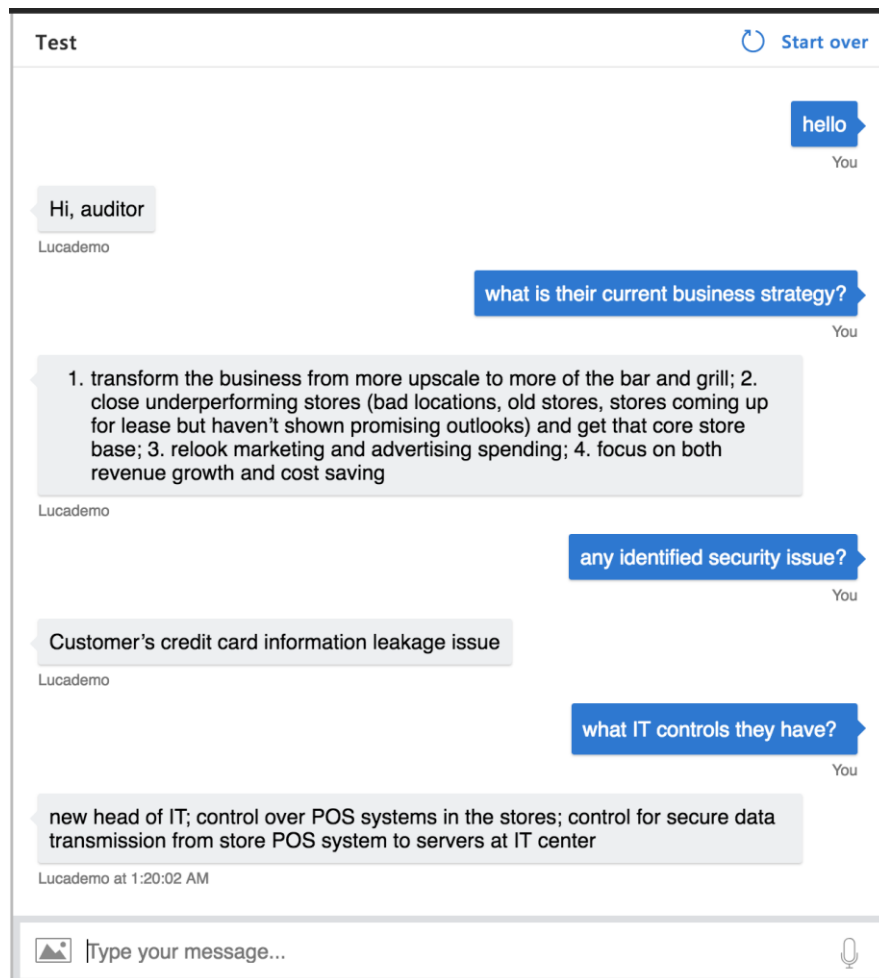 Test
Start over
hello
You
Hi, auditor
Lucademo
what is their current business strategy?
You
1. transform the business from more upscale to more of the bar and grill; 2.
close underperforming stores (bad locations, old stores, stores coming up
for lease but haven’t shown promising outlooks) and get that core store
base; 3. relook marketing and advertising spending; 4. focus on both
revenue growth and cost saving
Lucademo
any identified security issue?
You
Customer’s credit card information leakage issue
Lucademo
what IT controls they have?
You
new head of IT; control over POS systems in the stores; control for secure data
transmission from store POS system to servers at IT center
Lucademo at 1:20:02 AM
Type your message...